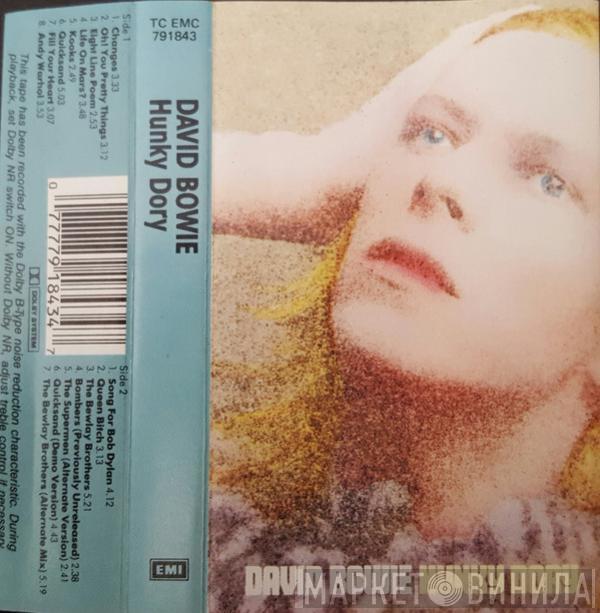 Side 1
1. Changes 3.33
2. Oh! You Pretty Things 3.12
3. Eight Line Poem 2.53
4. Life On Mars? 3.48
5. Kooks 2.49
6. Quicksand 5.03
7. Fill Your Heart 3.07
8. Andy Warhol 3.53
0 77779 18434 7
DOLBY SYSTEM
Side 2
1. Song For Bob Dylan 4.12
2. Queen Bitch 3.13
3. The Bewlay Brothers 5.21
4. Bombers (Previously Unreleased) 2.38
5. The Supermen (Alternate Version) 2.41
6. Quicksand (Demo Version) 4.43
7. The Bewlay Brothers (Alternate Mix) 5.19
This tape has been recorded with the Dolby B-Type noise reduction characteristic. During
playback, set Dolby NR switch ON. Without Dolby NR, adjust treble control if necessary
TC EMC
791843
DAVID BOWIE
Hunky Dory
EMI
DAVID BOWIE HUNKY DORY
МАРКЕТПЛЕЙС
ВИНИЛА